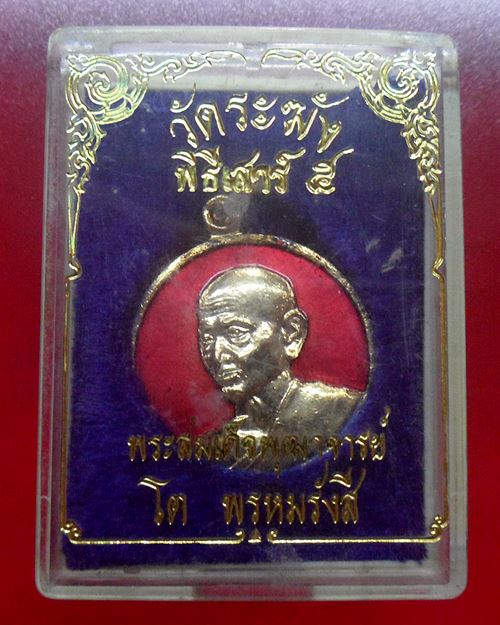 วัดระฆัง
พิธีเสาร์ ๕
พระสมเด็จพุฒาจารย์
โต พรหมรังสี